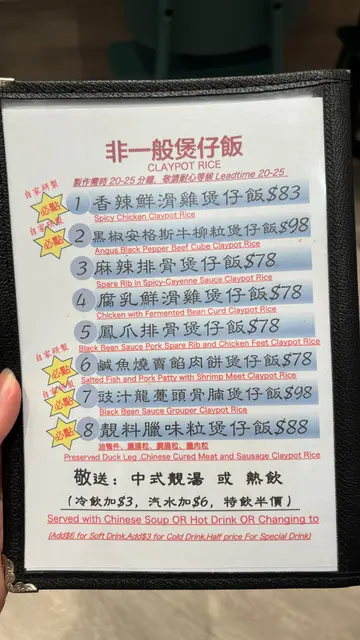 非一般煲仔飯
CLAYPOT RICE
製作需時 20-25 分鐘, 敬請耐心等候 Leadtime 20-25
自家研製
必點
1 香辣鮮滑雞煲仔飯$83
Spicy Chicken Claypot Rice
自家研製
必點
2 黑椒安格斯牛柳粒煲仔飯$98
Angus Black Pepper Beef Cube Claypot Rice
3 麻辣排骨煲仔飯$78
Spare Rib in Spicy-Cayenne Sauce Claypot Rice
4 腐乳鮮滑雞煲仔飯$78
Chicken with Fermented Bean Curd Claypot Rice
5 鳳爪排骨煲仔飯$78
Black Bean Sauce Pork Spare Rib and Chicken Feet Claypot Rice
自家研製
必點
6 鹹魚燒賣餡肉餅煲仔飯$78
Salted Fish and Pork Patty with Shrimp Meet Claypot Rice
自家研製
必點
7 豉汁龍躉頭骨腩煲仔飯$98
Black Bean Sauce Grouper Claypot Rice
必點
8 靚料臘味粒煲仔飯$88
油鴨件、臘腸粒、膶腸粒、臘肉粒
Preserved Duck Leg ,Chinese Cured Meat and Sausage Claypot Rice
敬送: 中式靚湯 或 熱飲
(冷飲加$3, 汽水加$6, 特飲半價)
Served with Chinese Soup OR Hot Drink OR Changing to
(Add$6 for Soft Drink,Add$3 for Cold Drink,Half price For Special Drink)